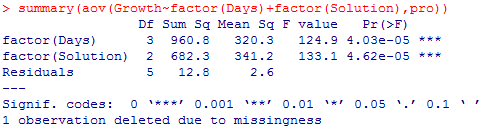 > summary(aov(Growth~factor(Days)+factor(Solution),pro))
Df Sum Sq Mean Sq F value Pr(>F)
factor(Days) 3 960.8 320.3 124.9 4.03e-05 ***
factor(Solution) 2 682.3 341.2 133.1 4.62e-05 ***
Residuals 5 12.8 2.6
---
Signif. codes: 0 ‘***’ 0.001 ‘**’ 0.01 ‘*’ 0.05 ‘.’ 0.1 ‘ ’
1 observation deleted due to missingness